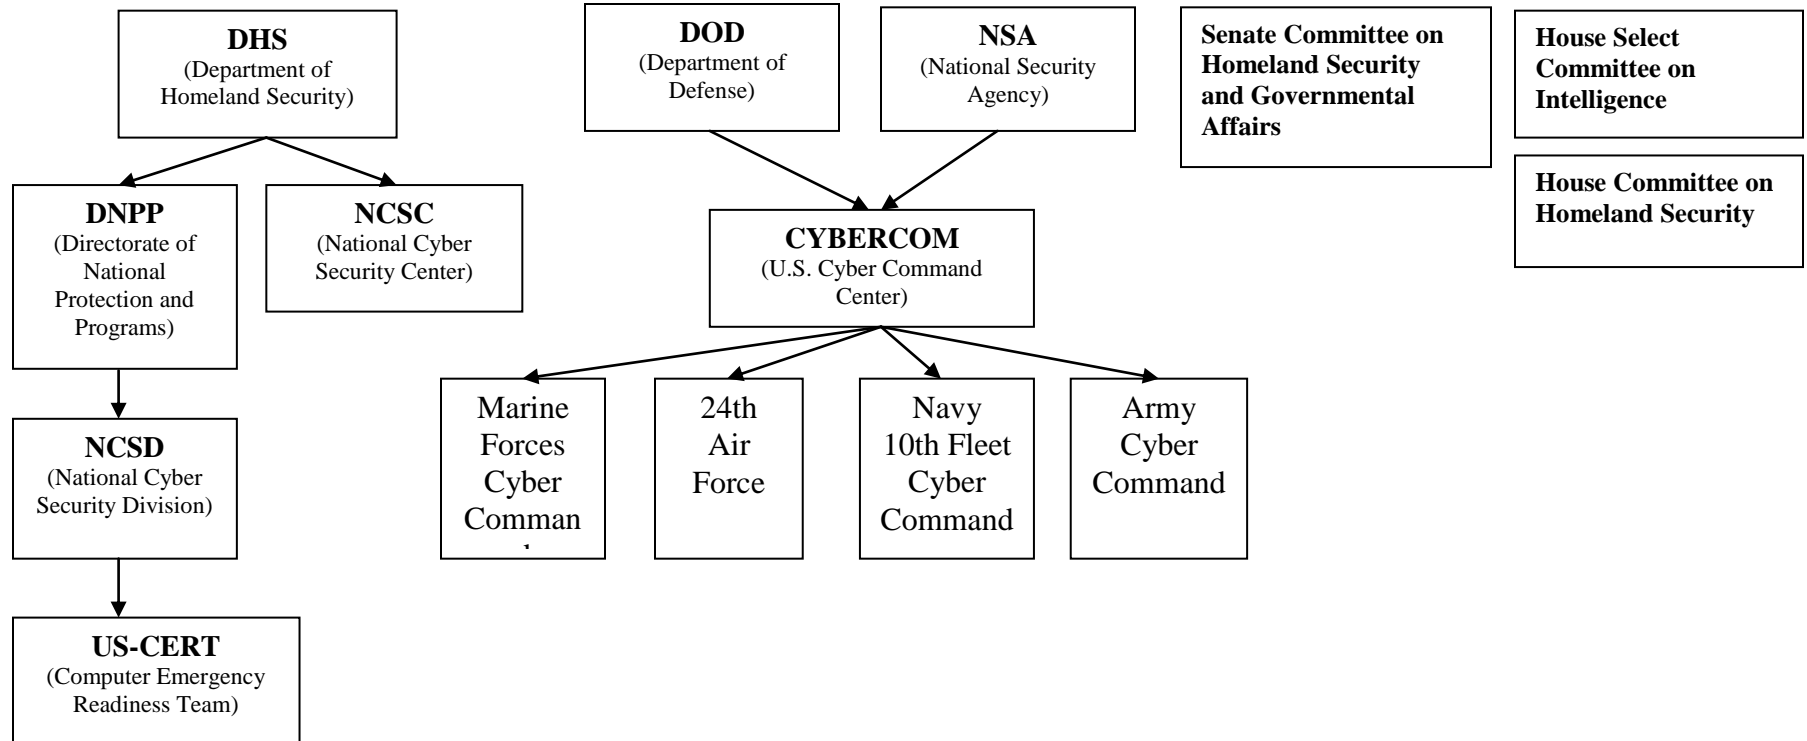 DHS
(Department of
Homeland Security)
DOD
(Department of
Defense)
NSA
(National Security
Agency)
Senate Committee on
Homeland Security
and Governmental
Affairs
House Select
Committee on
Intelligence
House Committee on
Homeland Security
DNPP
(Directorate of
National
Protection and
Programs)
NCSC
(National Cyber
Security Center)
CYBERCOM
(U.S. Cyber Command
Center)
NCSD
(National Cyber
Security Division)
Marine
Forces
Cyber
Comman
24th
Air
Force
Navy
10th Fleet
Cyber
Command
Army
Cyber
Command
US-CERT
(Computer Emergency
Readiness Team)